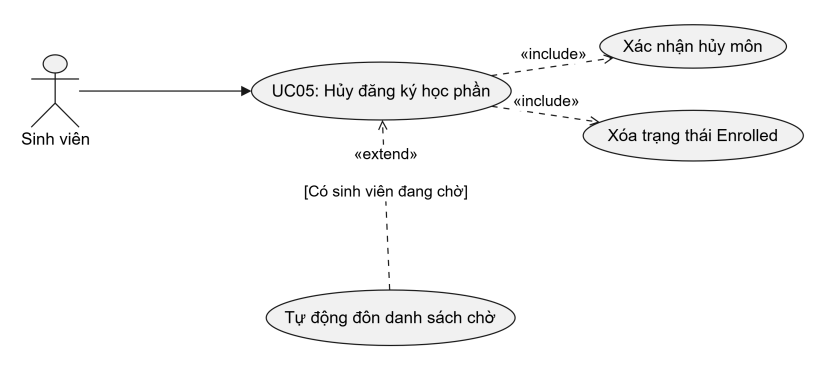 Xác nhận hủy môn
«include»
UC05: Hủy đăng ký học phần
«include»
Sinh viên
Xóa trạng thái Enrolled
«extend»
[Có sinh viên đang chờ]
Tự động đôn danh sách chờ